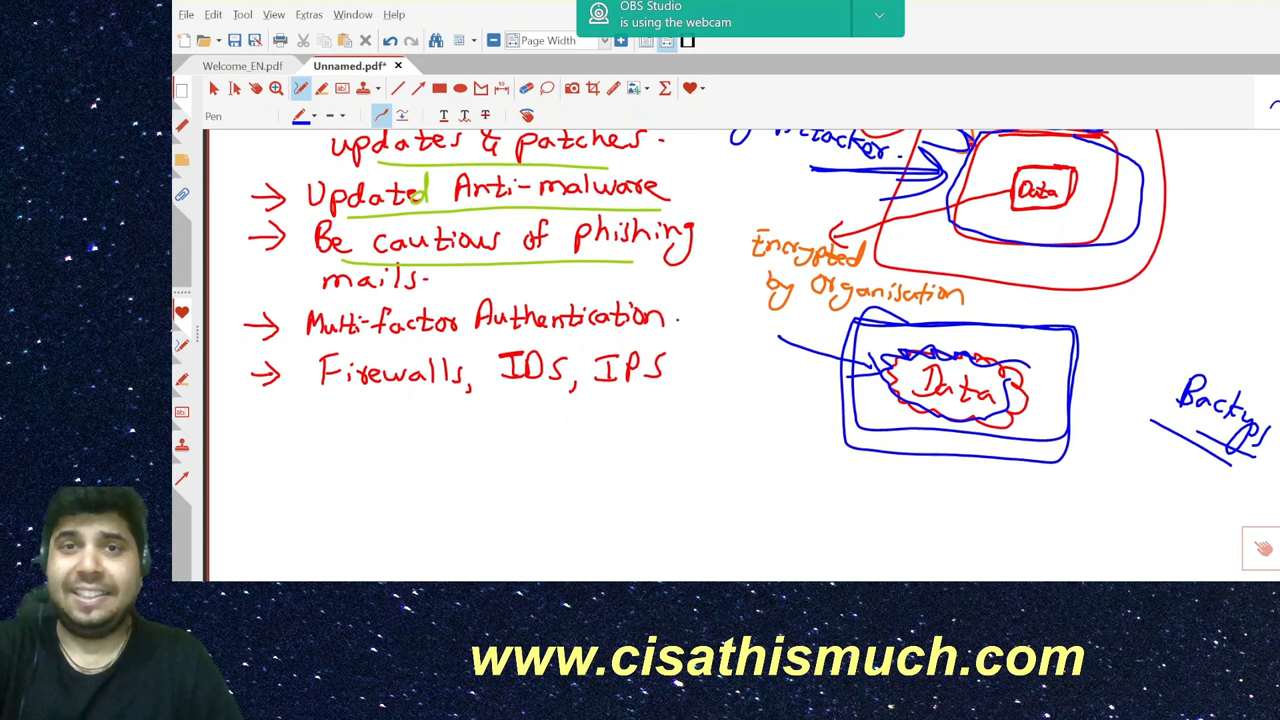 OBS Studio
is using the webcam
File Edit Tool View Extras Window Help
Page Width
Welcome_EN.pdf Unnamed.pdf*
Pen
updates & patches.
→ Updated Anti-malware
→ Be cautious of phishing
mails.
→ Multi-factor Authentication.
→ Firewalls, IDS, IPS
Attacker.
Data
Encrypted
by Organisation
Data
Backups
www.cisathismuch.com